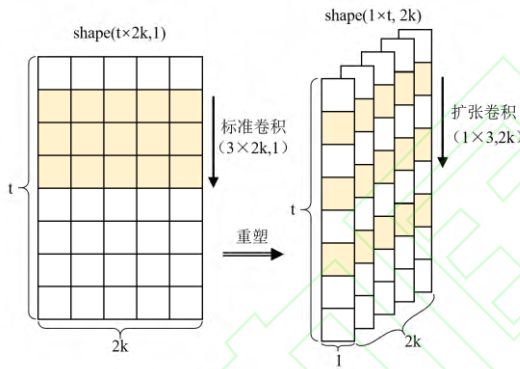 shape(t×2k,1)
shape(1×t, 2k)
标准卷积
(3×2k,1)
扩张卷积
(1×3,2k)
t
t
重塑
2k
1
2k